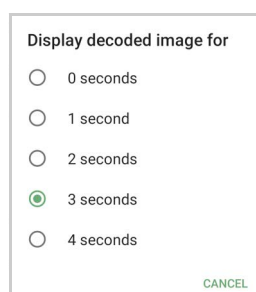 Display decoded image for
0 seconds
1 second
2 seconds
3 seconds
4 seconds
CANCEL